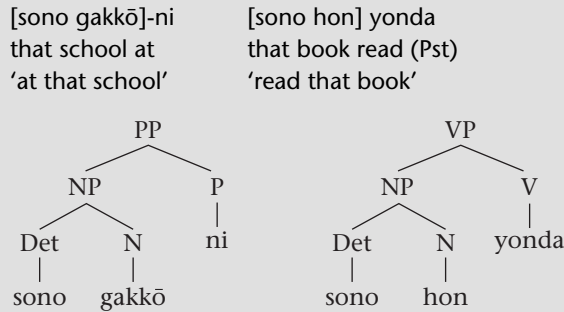 [sono gakkō]-ni [sono hon] yonda
that school at that book read (Pst)
‘at that school’ ‘read that book’
PP VP
NP P NP V
Det N ni Det N yonda
sono gakkō sono hon